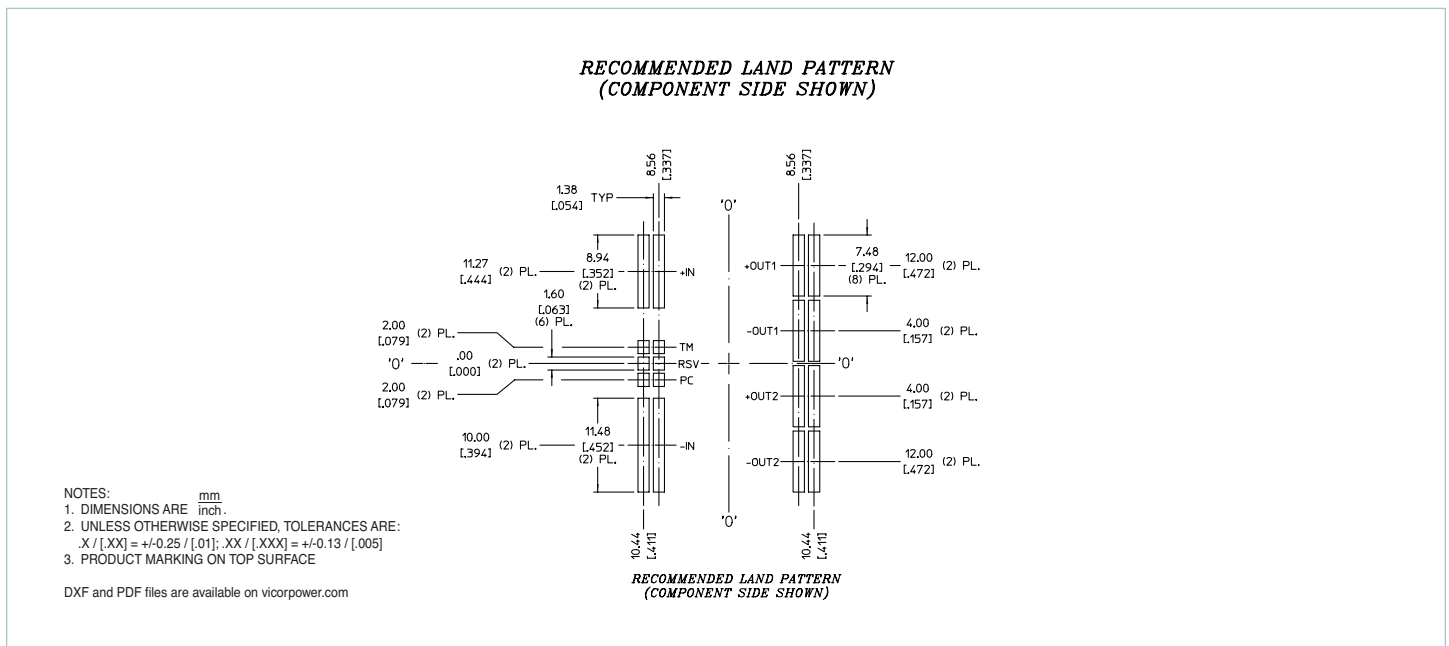 RECOMMENDED LAND PATTERN
(COMPONENT SIDE SHOWN)
8.56
[.337]
8.56
[.337]
1.38
[.054]
TYP
'0'
11.27
[.444]
(2) PL.
8.94
[.352]
(2) PL.
+IN
+OUT1
7.48
[.294]
(8) PL.
12.00
[.472]
(2) PL.
1.60
[.063]
(6) PL.
2.00
[.079]
(2) PL.
TM
-OUT1
4.00
[.157]
(2) PL.
'0'
.00
[.000]
(2) PL.
RSV
'0'
2.00
[.079]
(2) PL.
PC
+OUT2
4.00
[.157]
(2) PL.
10.00
[.394]
(2) PL.
11.48
[.452]
(2) PL.
-IN
-OUT2
12.00
[.472]
(2) PL.
'0'
10.44
[.411]
10.44
[.411]
RECOMMENDED LAND PATTERN
(COMPONENT SIDE SHOWN)
NOTES:
1. DIMENSIONS ARE mm
inch.
2. UNLESS OTHERWISE SPECIFIED, TOLERANCES ARE:
.X / [.XX] = +/-0.25 / [.01]; .XX / [.XXX] = +/-0.13 / [.005]
3. PRODUCT MARKING ON TOP SURFACE
DXF and PDF files are available on vicorpower.com